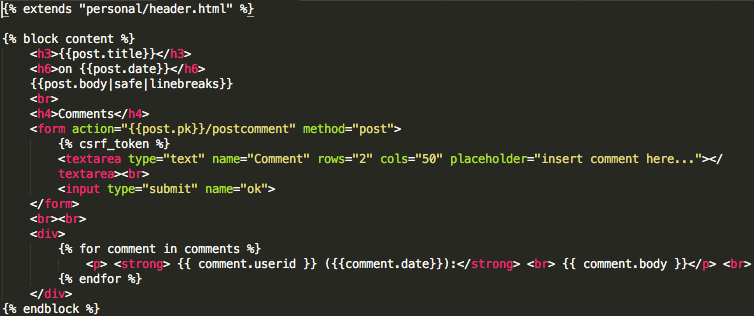 {% extends "personal/header.html" %}
{% block content %}
<h3>{{post.title}}</h3>
<h6>on {{post.date}}</h6>
{{post.body|safe|linebreaks}}
<br>
<h4>Comments</h4>
<form action="{{post.pk}}/postcomment" method="post">
{% csrf_token %}
<textarea type="text" name="Comment" rows="2" cols="50" placeholder="insert comment here..."></
textarea><br>
<input type="submit" name="ok">
</form>
<br><br>
<div>
{% for comment in comments %}
<p> <strong> {{ comment.userid }} ({{comment.date}}):</strong> <br> {{ comment.body }}</p> <br>
{% endfor %}
</div>
{% endblock %}